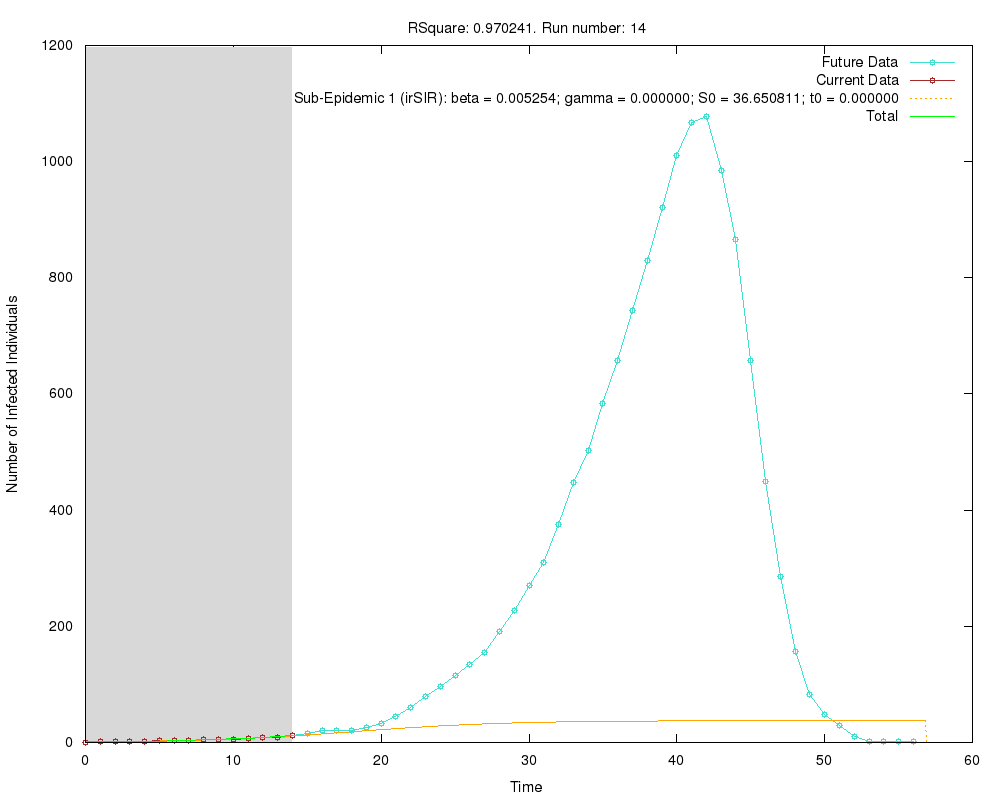 RSquare: 0.970241. Run number: 14
1200
1000
800
600
400
200
0
Number of Infected Individuals
Future Data
Current Data
Sub-Epidemic 1 (irSIR): beta = 0.005254; gamma = 0.000000; S0 = 36.650811; t0 = 0.000000
Total
0 10 20 30 40 50 60
Time